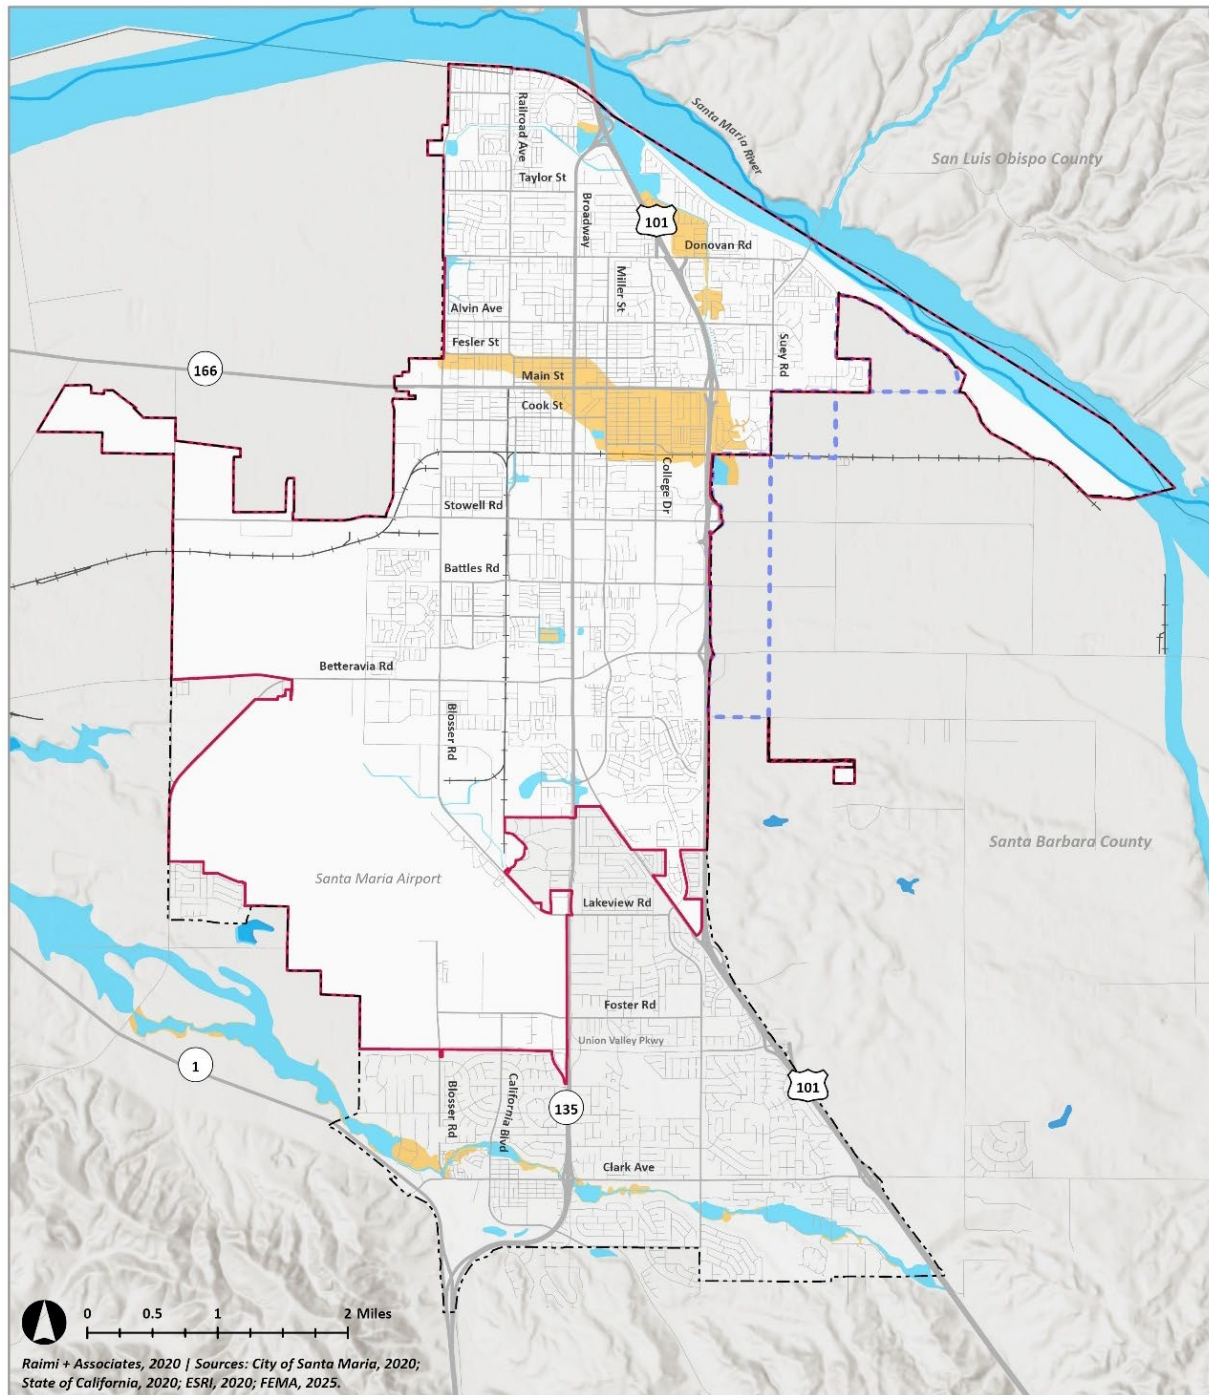 Santa Maria River
San Luis Obispo County
Railroad Ave
Taylor St
Broadway
101
Donovan Rd
Miller St
Alvin Ave
Suey Rd
Fesler St
166
Main St
Cook St
College Dr
Stowell Rd
Battles Rd
Betteravia Rd
Blosser Rd
Santa Barbara County
Santa Maria Airport
Lakeview Rd
Foster Rd
Union Valley Pkwy
1
101
Blosser Rd
California Blvd
135
Clark Ave
0 0.5 1 2 Miles
Raimi + Associates, 2020 | Sources: City of Santa Maria, 2020;
State of California, 2020; ESRI, 2020; FEMA, 2025.